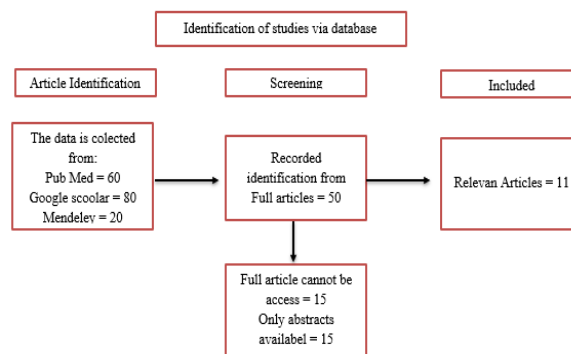 Identification of studies via database
Article Identification
Screening
Included
The data is colected
from:
Pub Med = 60
Google scoolar = 80
Mendeley = 20
Recorded
identification from
Full articles = 50
Relevan Articles = 11
Full article cannot be
access = 15
Only abstracts
availabel = 15